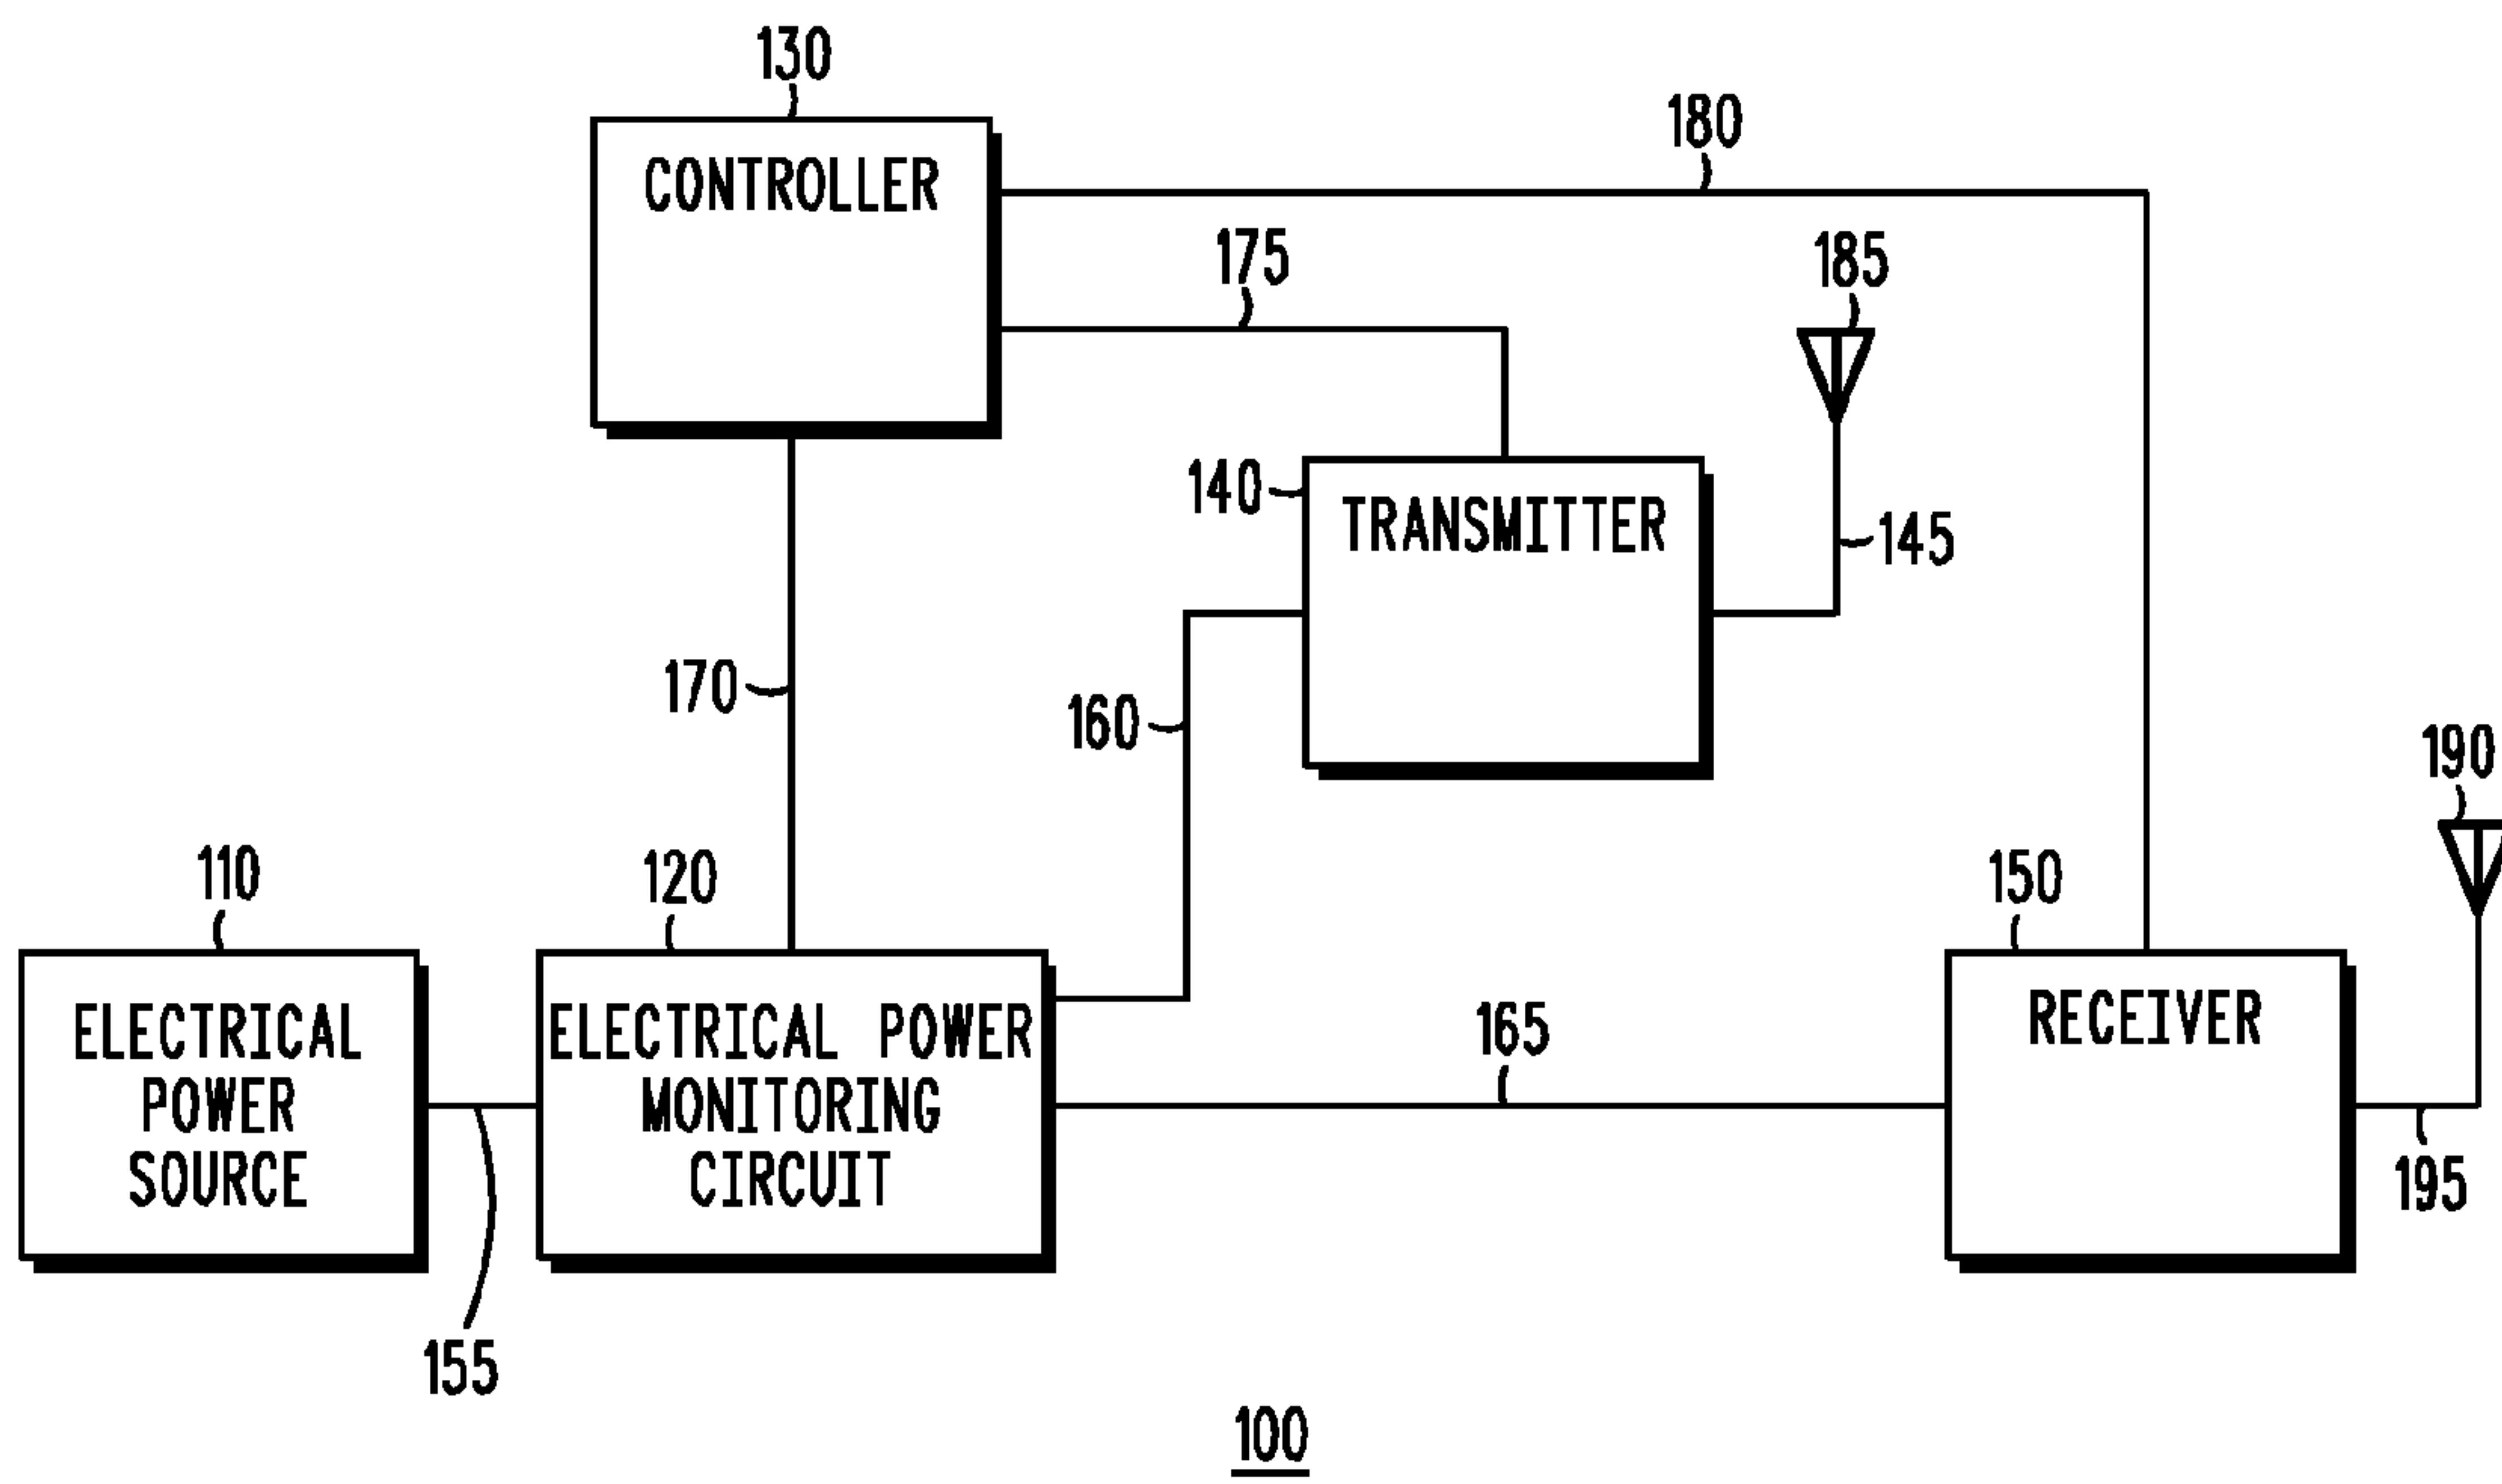 130
CONTROLLER
180
175
185
140
TRANSMITTER
145
170
160
190
110
120
150
ELECTRICAL
POWER
SOURCE
ELECTRICAL POWER
MONITORING
CIRCUIT
165
RECEIVER
195
155
100